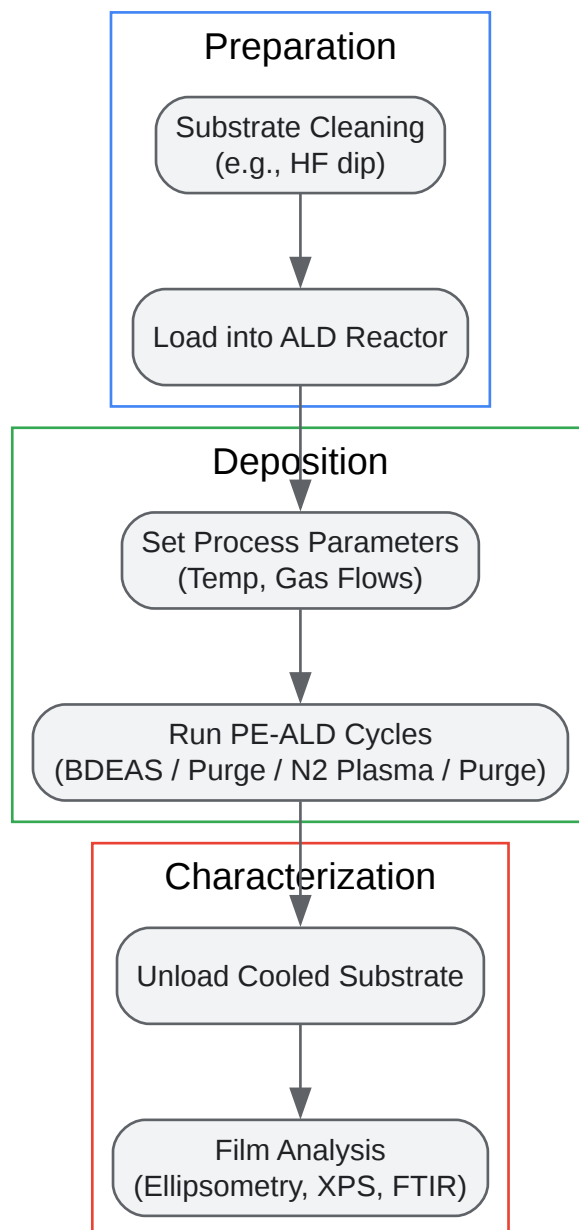 Preparation
Substrate Cleaning
(e.g., HF dip)
Load into ALD Reactor
Deposition
Set Process Parameters
(Temp, Gas Flows)
Run PE-ALD Cycles
(BDEAS / Purge / N2 Plasma / Purge)
Characterization
Unload Cooled Substrate
Film Analysis
(Ellipsometry, XPS, FTIR)